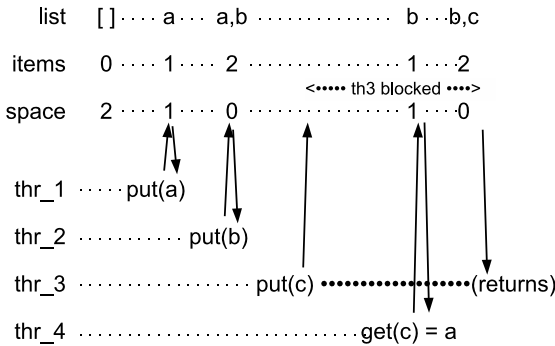 list [ ] ···· a ···· a,b ···················· b ·· b,c
items 0 ···· 1 ····· 2 ····················· 1 ··· 2
<••••• th3 blocked ••••>
space 2 ···· 1 ····· 0 ····················· 1 ··· 0
thr_1 ····· put(a)
thr_2 ············ put(b)
thr_3 ··················· put(c) ••••••••••••••••• (returns)
thr_4 ······························· get(c) = a